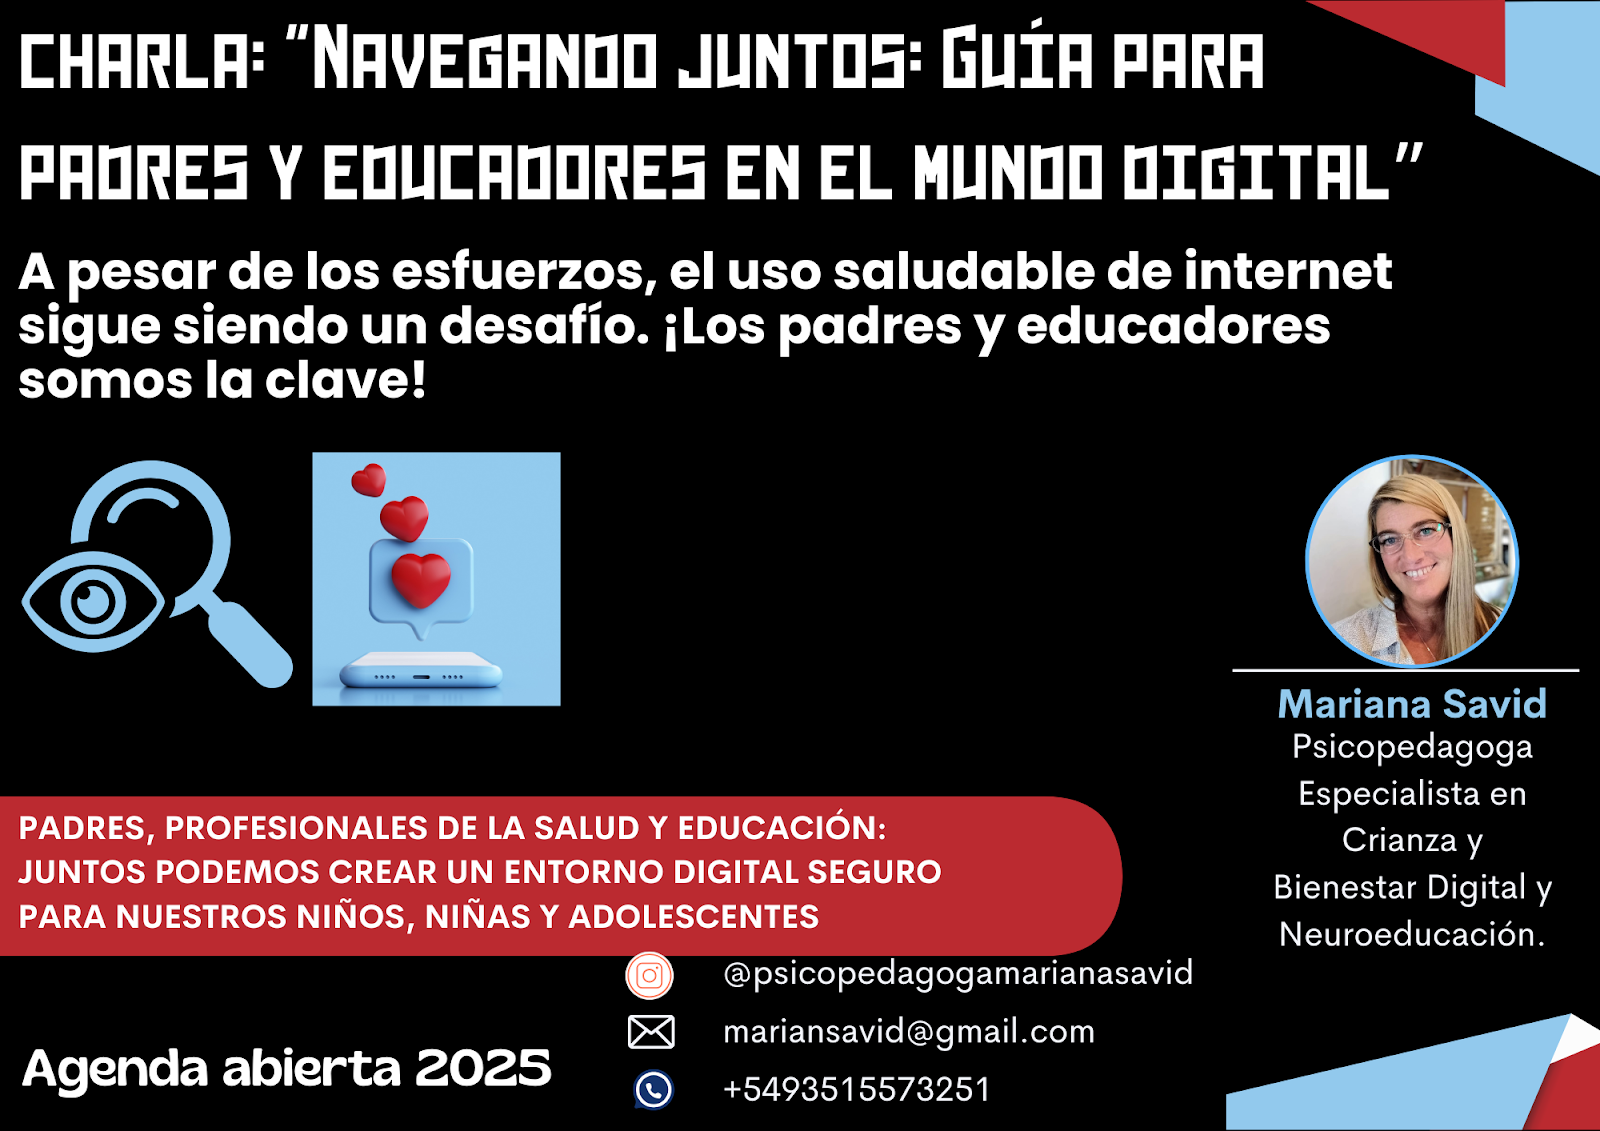 CHARLA: "NAVEGANDO JUNTOS: GUÍA PARA
PADRES Y EDUCADORES EN EL MUNDO DIGITAL"
A pesar de los esfuerzos, el uso saludable de internet
sigue siendo un desafío. ¡Los padres y educadores
somos la clave!
Mariana Savid
Psicopedagoga
Especialista en
Crianza y
Bienestar Digital y
Neuroeducación.
PADRES, PROFESIONALES DE LA SALUD Y EDUCACIÓN:
JUNTOS PODEMOS CREAR UN ENTORNO DIGITAL SEGURO
PARA NUESTROS NIÑOS, NIÑAS Y ADOLESCENTES
@psicopedagogamarianasavid
mariansavid@gmail.com
+5493515573251
Agenda abierta 2025